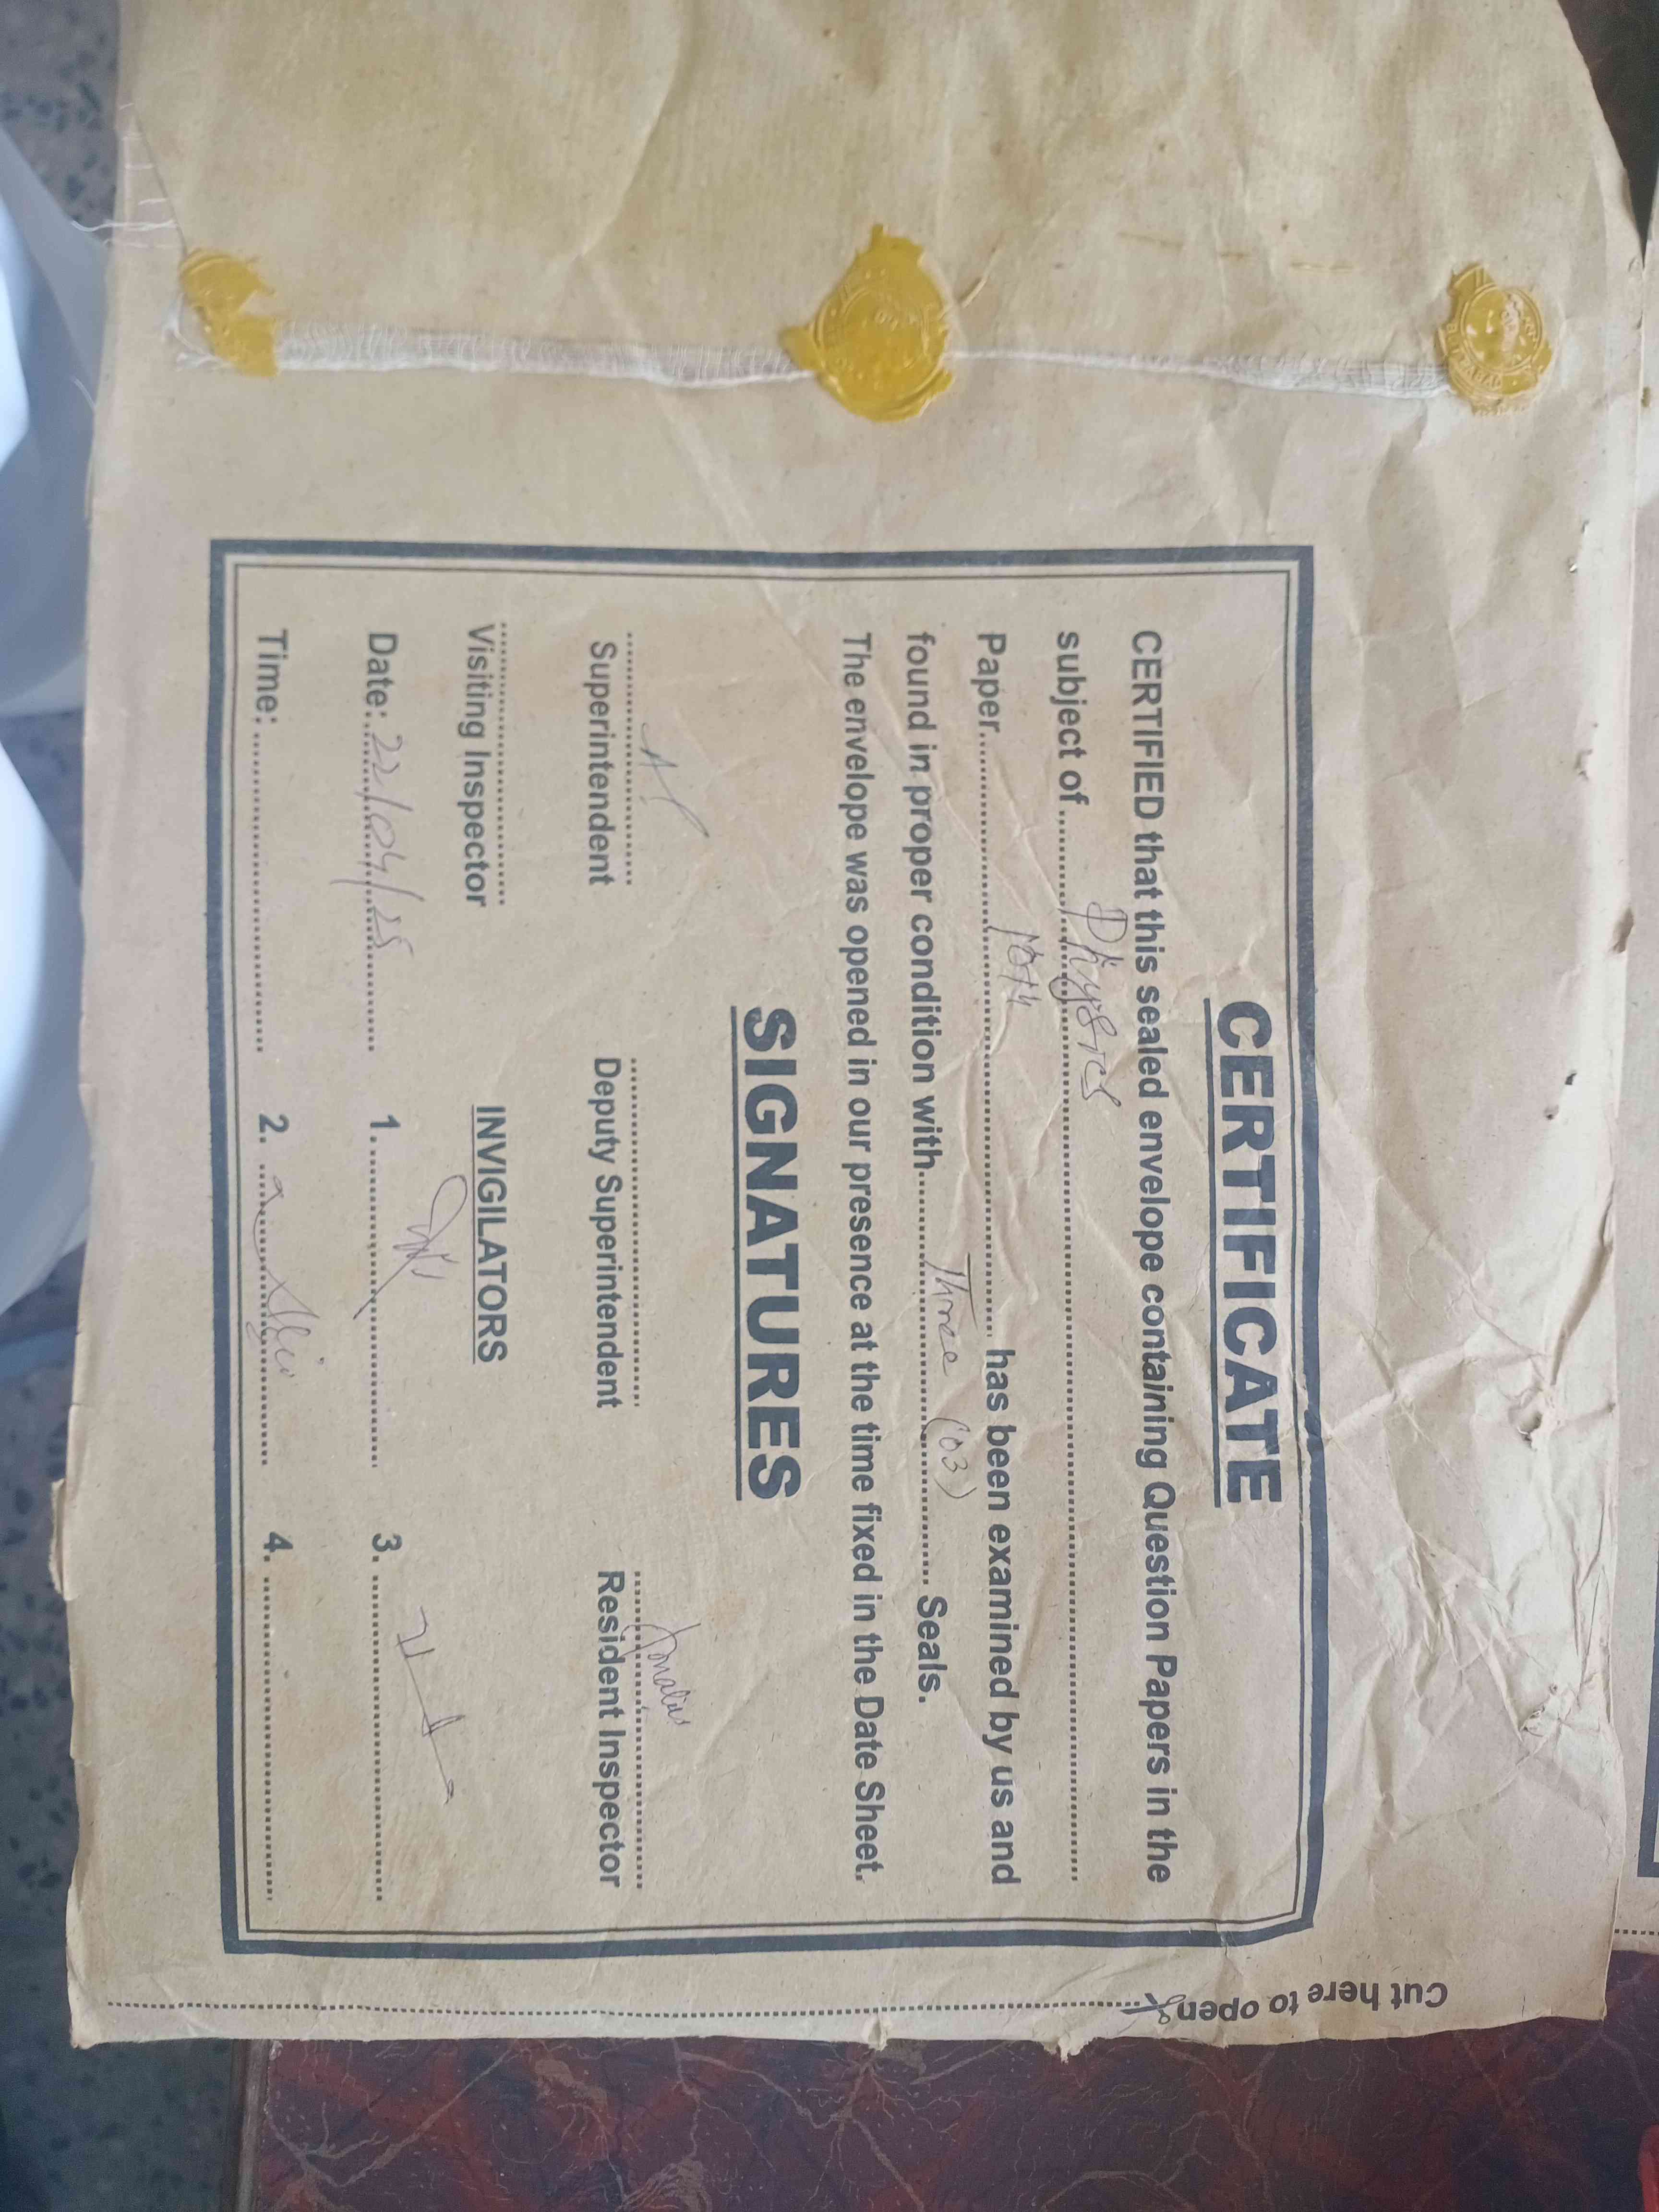 CERTIFICATE
CERTIFIED that this sealed envelope containing Question Papers in the
subject of Physics
Paper 10th has been examined by us and
found in proper condition with Three (03) Seals.
The envelope was opened in our presence at the time fixed in the Date Sheet.
SIGNATURES
Superintendent Deputy Superintendent Resident Inspector
Visiting Inspector INVIGILATORS
Date: 22/04/25 1. 3.
Time: 2. 4.
Cut here to open